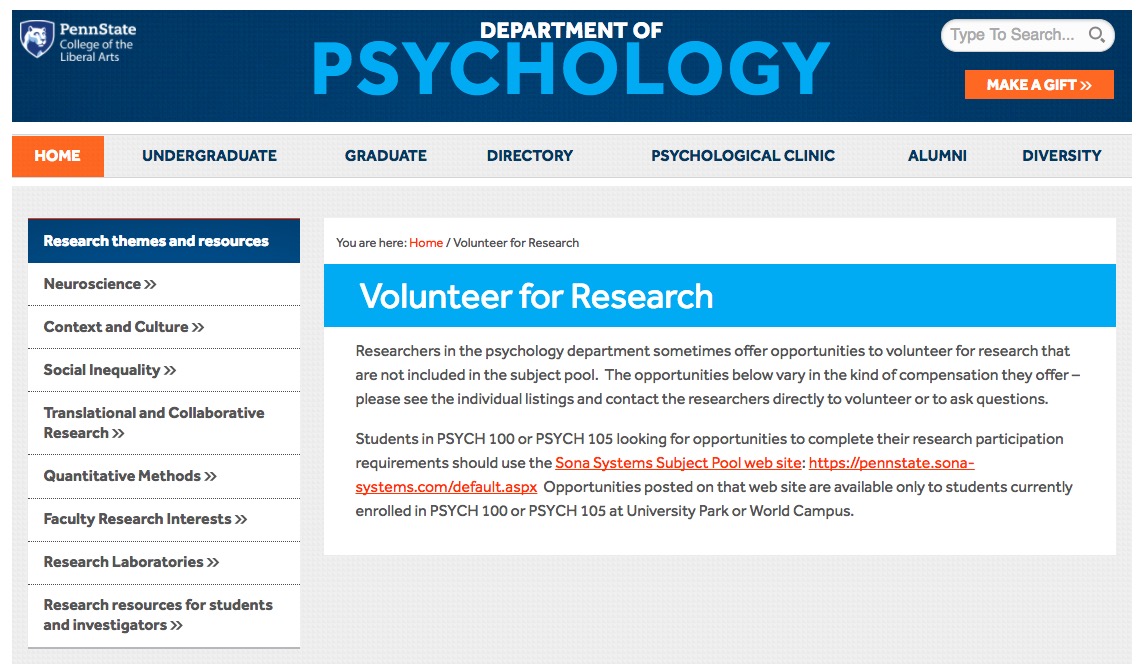 PennState
College of the
Liberal Arts
DEPARTMENT OF
PSYCHOLOGY
Type To Search...
MAKE A GIFT »
HOME
UNDERGRADUATE
GRADUATE
DIRECTORY
PSYCHOLOGICAL CLINIC
ALUMNI
DIVERSITY
Research themes and resources
Neuroscience »
Context and Culture »
Social Inequality »
Translational and Collaborative
Research »
Quantitative Methods »
Faculty Research Interests »
Research Laboratories »
Research resources for students
and investigators »
You are here: Home / Volunteer for Research
Volunteer for Research
Researchers in the psychology department sometimes offer opportunities to volunteer for research that
are not included in the subject pool.  The opportunities below vary in the kind of compensation they offer –
please see the individual listings and contact the researchers directly to volunteer or to ask questions.
Students in PSYCH 100 or PSYCH 105 looking for opportunities to complete their research participation
requirements should use the Sona Systems Subject Pool web site: https://pennstate.sona-
systems.com/default.aspx  Opportunities posted on that web site are available only to students currently
enrolled in PSYCH 100 or PSYCH 105 at University Park or World Campus.